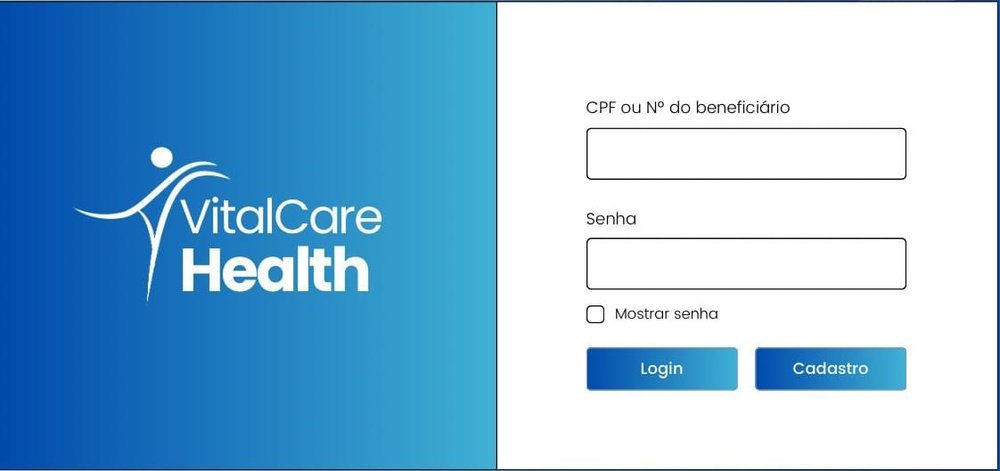 VitalCare
Health
CPF ou Nº do beneficiário
Senha
Mostrar senha
Login
Cadastro